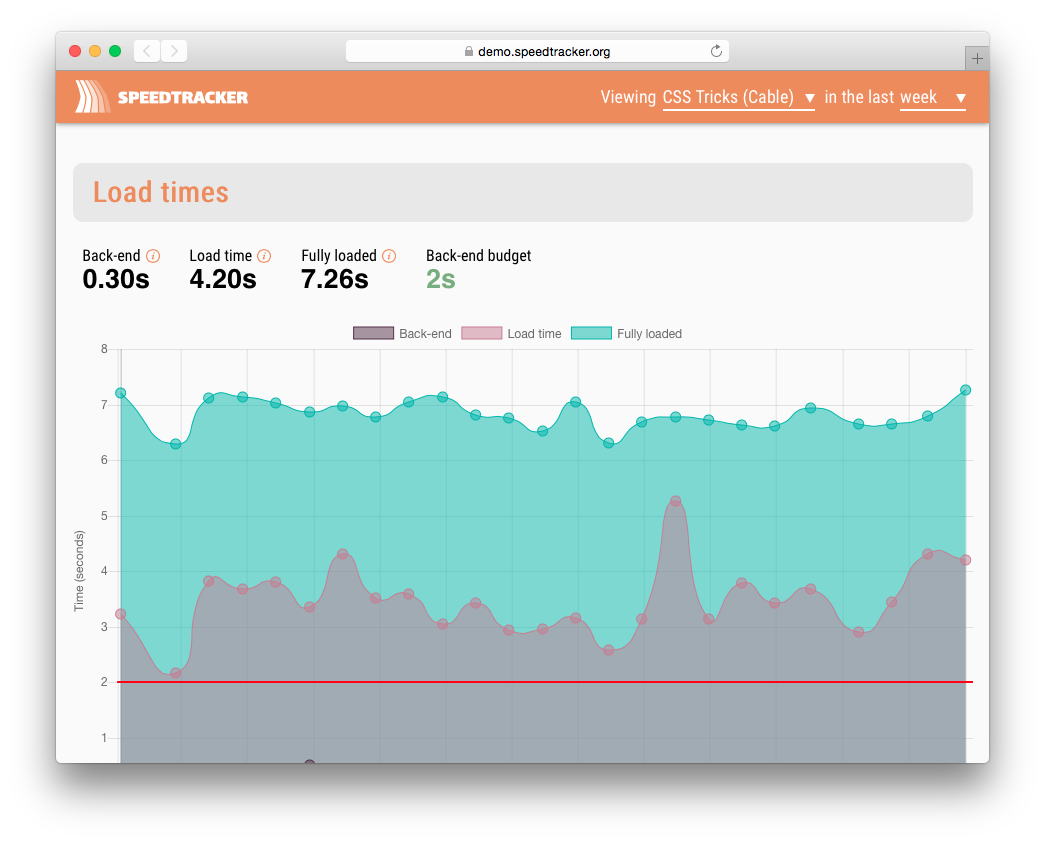 demo.speedtracker.org
SPEEDTRACKER
Viewing CSS Tricks (Cable) ▼ in the last week ▼
Load times
Back-end i Load time i Fully loaded i Back-end budget
0.30s 4.20s 7.26s 2s
Back-end Load time Fully loaded
8
7
6
5
4
3
2
1
Time (seconds)